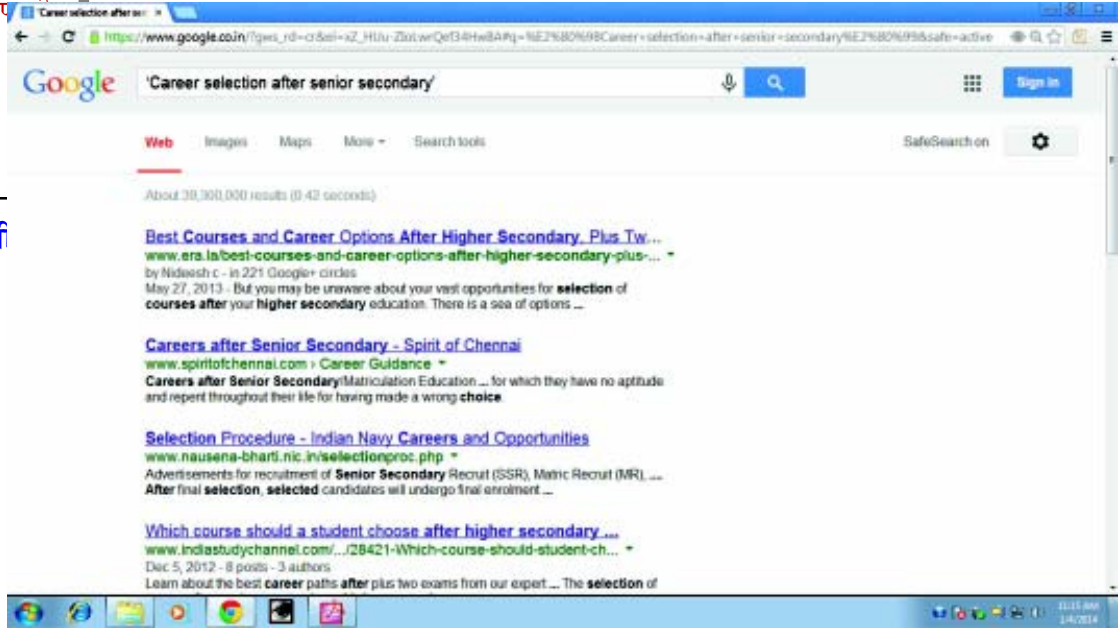 'Career selection after sen
https://www.google.co.in/
Google
'Career selection after senior secondary'
Sign in
Web Images Maps More Search tools
SafeSearch on
About 39,300,000 results (0.43 seconds)
Best Courses and Career Options After Higher Secondary, Plus Tw...
www.era.la/best-courses-and-career-options-after-higher-secondary-plus-...
by Nideesh c - in 221 Google+ circles
May 27, 2013 - But you may be unaware about your vast opportunities for selection of
courses after your higher secondary education. There is a sea of options ...
Careers after Senior Secondary - Spirit of Chennai
www.spiritofchennai.com › Career Guidance
Careers after Senior Secondary/Matriculation Education ... for which they have no aptitude
and repent throughout their life for having made a wrong choice.
Selection Procedure - Indian Navy Careers and Opportunities
www.nausena-bharti.nic.in/selectionproc.php
Advertisements for recruitment of Senior Secondary Recruit (SSR), Matric Recruit (MR), ....
After final selection, selected candidates will undergo final enrolment ...
Which course should a student choose after higher secondary ...
www.indiastudychannel.com/.../28421-Which-course-should-student-ch...
Dec 5, 2012 - 8 posts - 3 authors
Learn about the best career paths after plus two exams from our expert ... The selection of
11:15 AM
1/4/2014